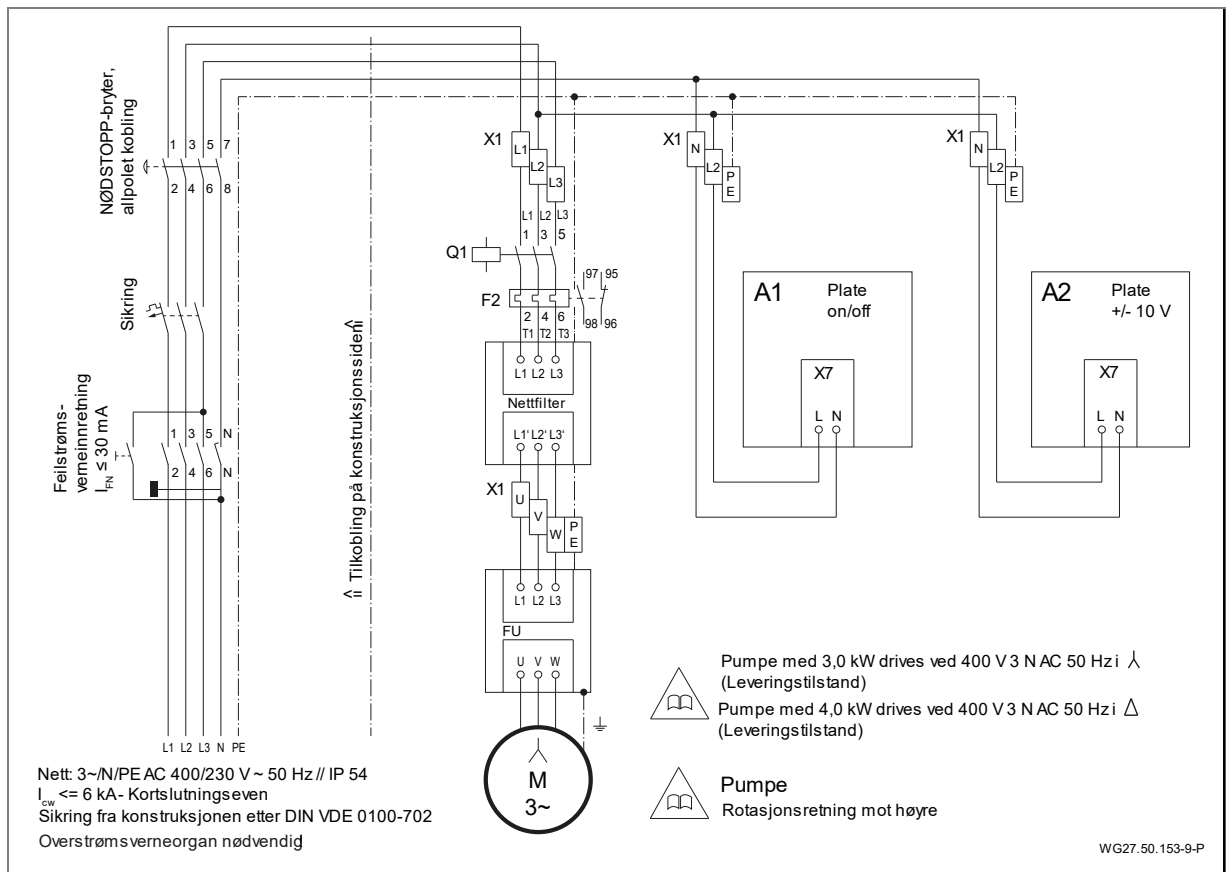 NØDSTOPP-bryter,
allpolet kobling
1 3 5 7
2 4 6 8
Sikring
Feilstrøms-
verneinnretning
I_FN ≤ 30 mA
1 3 5 N
2 4 6 N
L1 L2 L3 N PE
Nett: 3~/N/PE AC 400/230 V ~ 50 Hz // IP 54
I_cw <= 6 kA - Kortslutningseven
Sikring fra konstruksjonen etter DIN VDE 0100-702
Overstrømsverneorgan nødvendig
îî Tilkobling på konstruksjonssiden îî
X1
L1
L2
L3
L1 L2 L3
1 3 5
Q1
F2
97 95
98 96
2 4 6
T1 T2 T3
L1 L2 L3
Nettfilter
L1' L2' L3'
X1
U
V
W
PE
L1 L2 L3
FU
U V W
M
3~
X1
N
L2
PE
A1
Plate
on/off
X7
L N
X1
N
L2
PE
A2
Plate
+/- 10 V
X7
L N
Pumpe med 3,0 kW drives ved 400 V 3 N AC 50 Hz i
(Leveringstilstand)
Pumpe med 4,0 kW drives ved 400 V 3 N AC 50 Hz i Δ
(Leveringstilstand)
Pumpe
Rotasjonsretning mot høyre
WG27.50.153-9-P